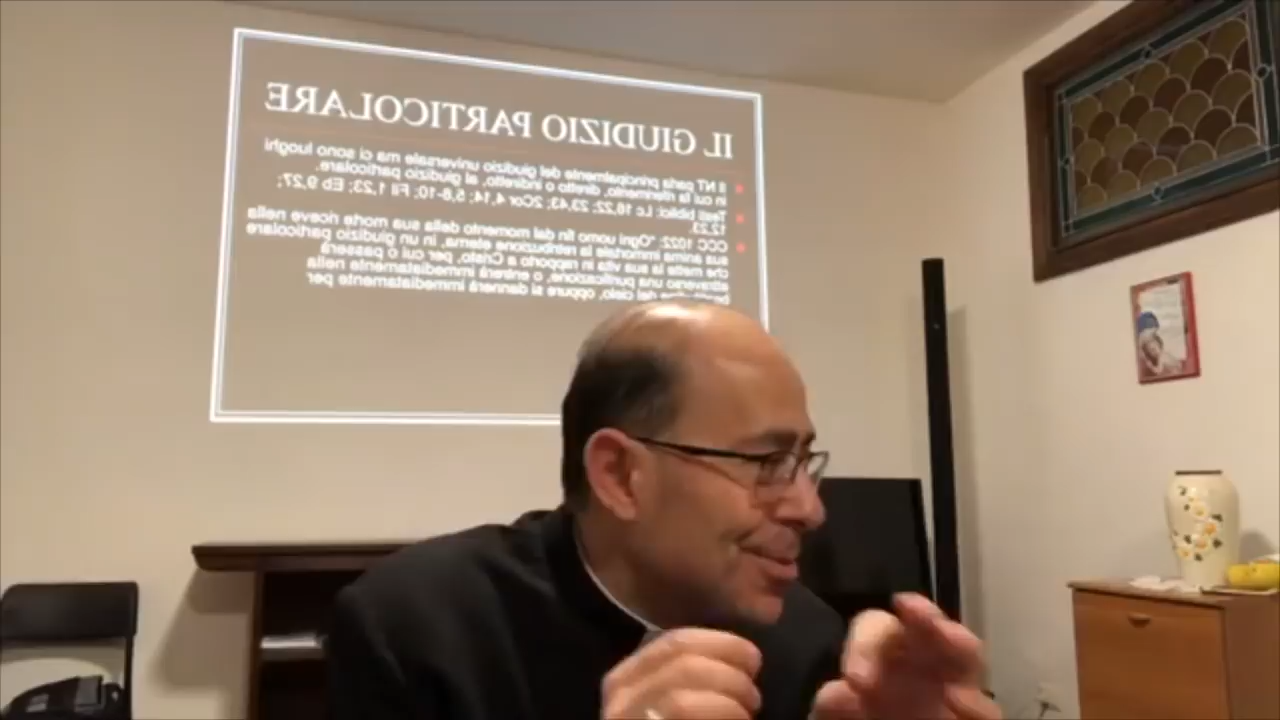 IL GIUDIZIO PARTICOLARE
Il NT parla principalmente del giudizio universale ma ci sono luoghi
in cui fa riferimento, diretto o indiretto, al giudizio particolare.
Testi biblici: Lc 16,22; 23,43; 2Cor 4,14; 5,6-10; Fil 1,23; Eb 9,27;
12,23.
CCC 1022: "Ogni uomo fin dal momento della sua morte riceve nella
sua anima immortale la retribuzione eterna, in un giudizio particolare
che mette la sua vita in rapporto a Cristo, per cui o passerà
attraverso una purificazione, o entrerà immediatamente nella
del cielo, oppure si dannerà immediatamente per